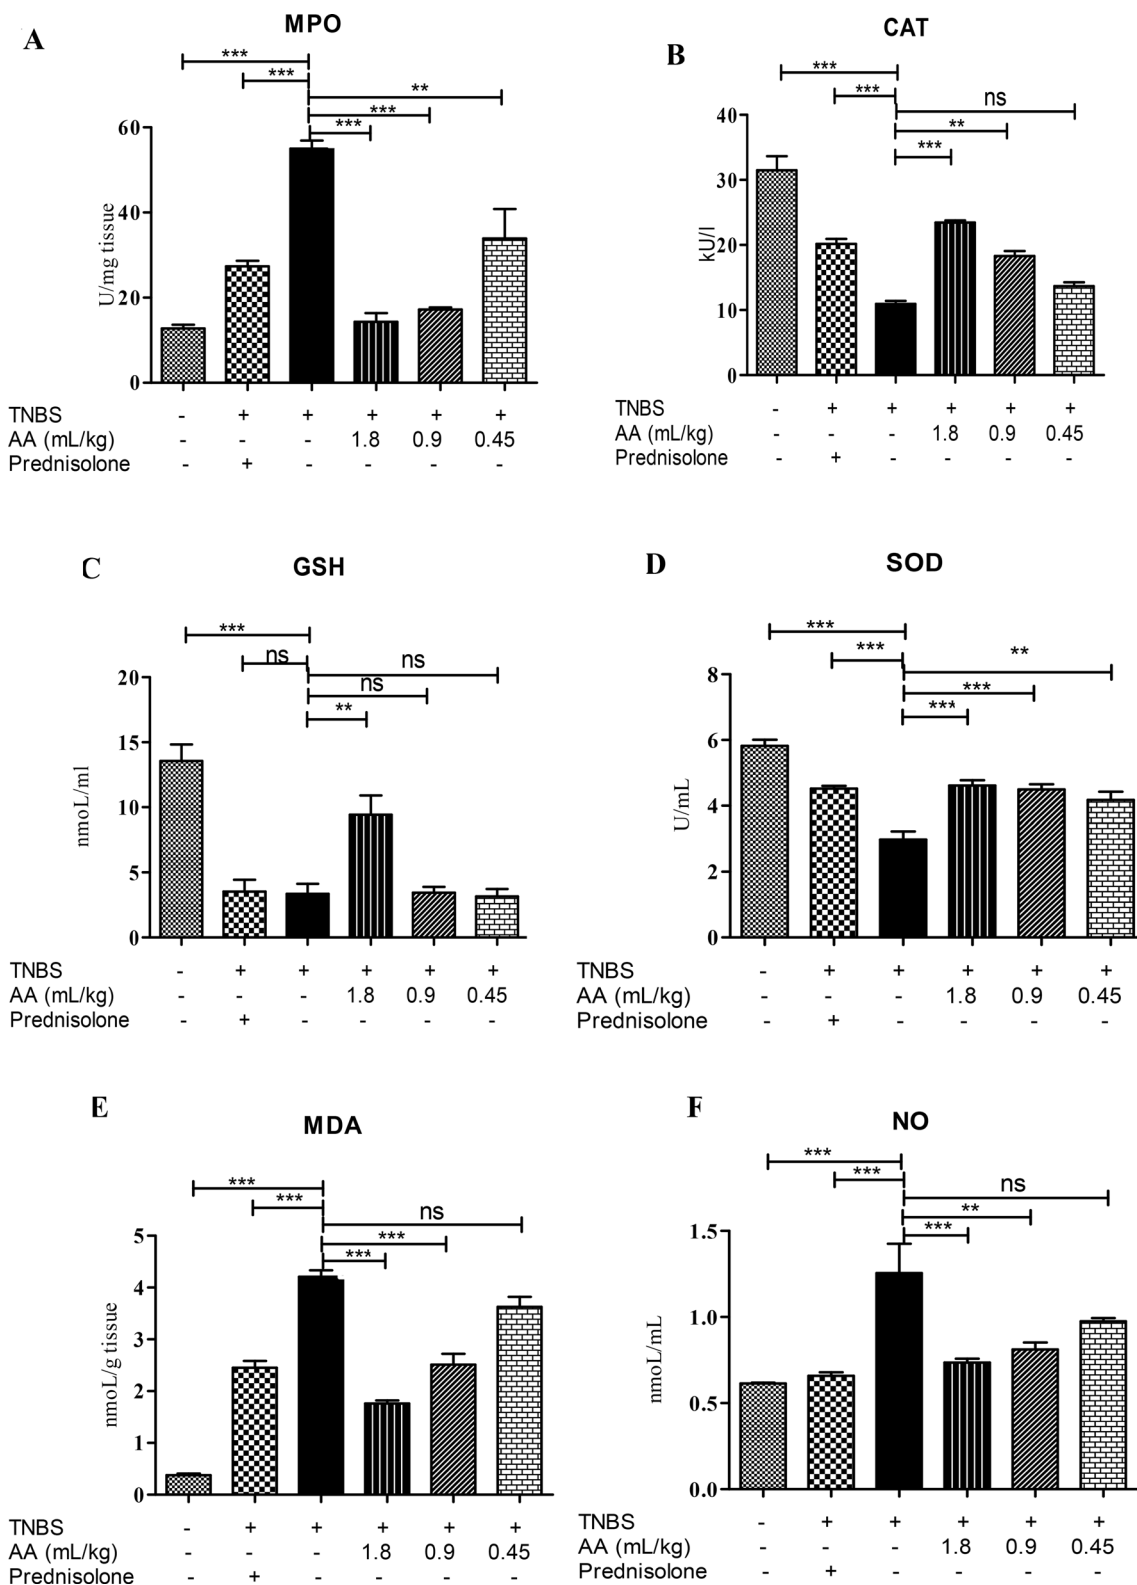 A
MPO
***
***
**
***
***
60
40
20
0
U/mg tissue
TNBS - + + + + +
AA (mL/kg) - - - 1.8 0.9 0.45
Prednisolone - + - - - -
B
CAT
***
***
ns
**
***
40
30
20
10
0
kU/l
TNBS - + + + + +
AA (mL/kg) - - - 1.8 0.9 0.45
Prednisolone - + - - - -
C
GSH
***
ns
ns
ns
**
20
15
10
5
0
nmoL/ml
TNBS - + + + + +
AA (mL/kg) - - - 1.8 0.9 0.45
Prednisolone - + - - - -
D
SOD
***
***
**
***
***
8
6
4
2
0
U/mL
TNBS - + + + + +
AA (mL/kg) - - - 1.8 0.9 0.45
Prednisolone - + - - - -
E
MDA
***
***
ns
***
***
5
4
3
2
1
0
nmoL/g tissue
TNBS - + + + + +
AA (mL/kg) - - - 1.8 0.9 0.45
Prednisolone - + - - - -
F
NO
***
***
ns
**
***
1.5
1.0
0.5
0.0
nmoL/mL
TNBS - + + + + +
AA (mL/kg) - - - 1.8 0.9 0.45
Prednisolone - + - - - -